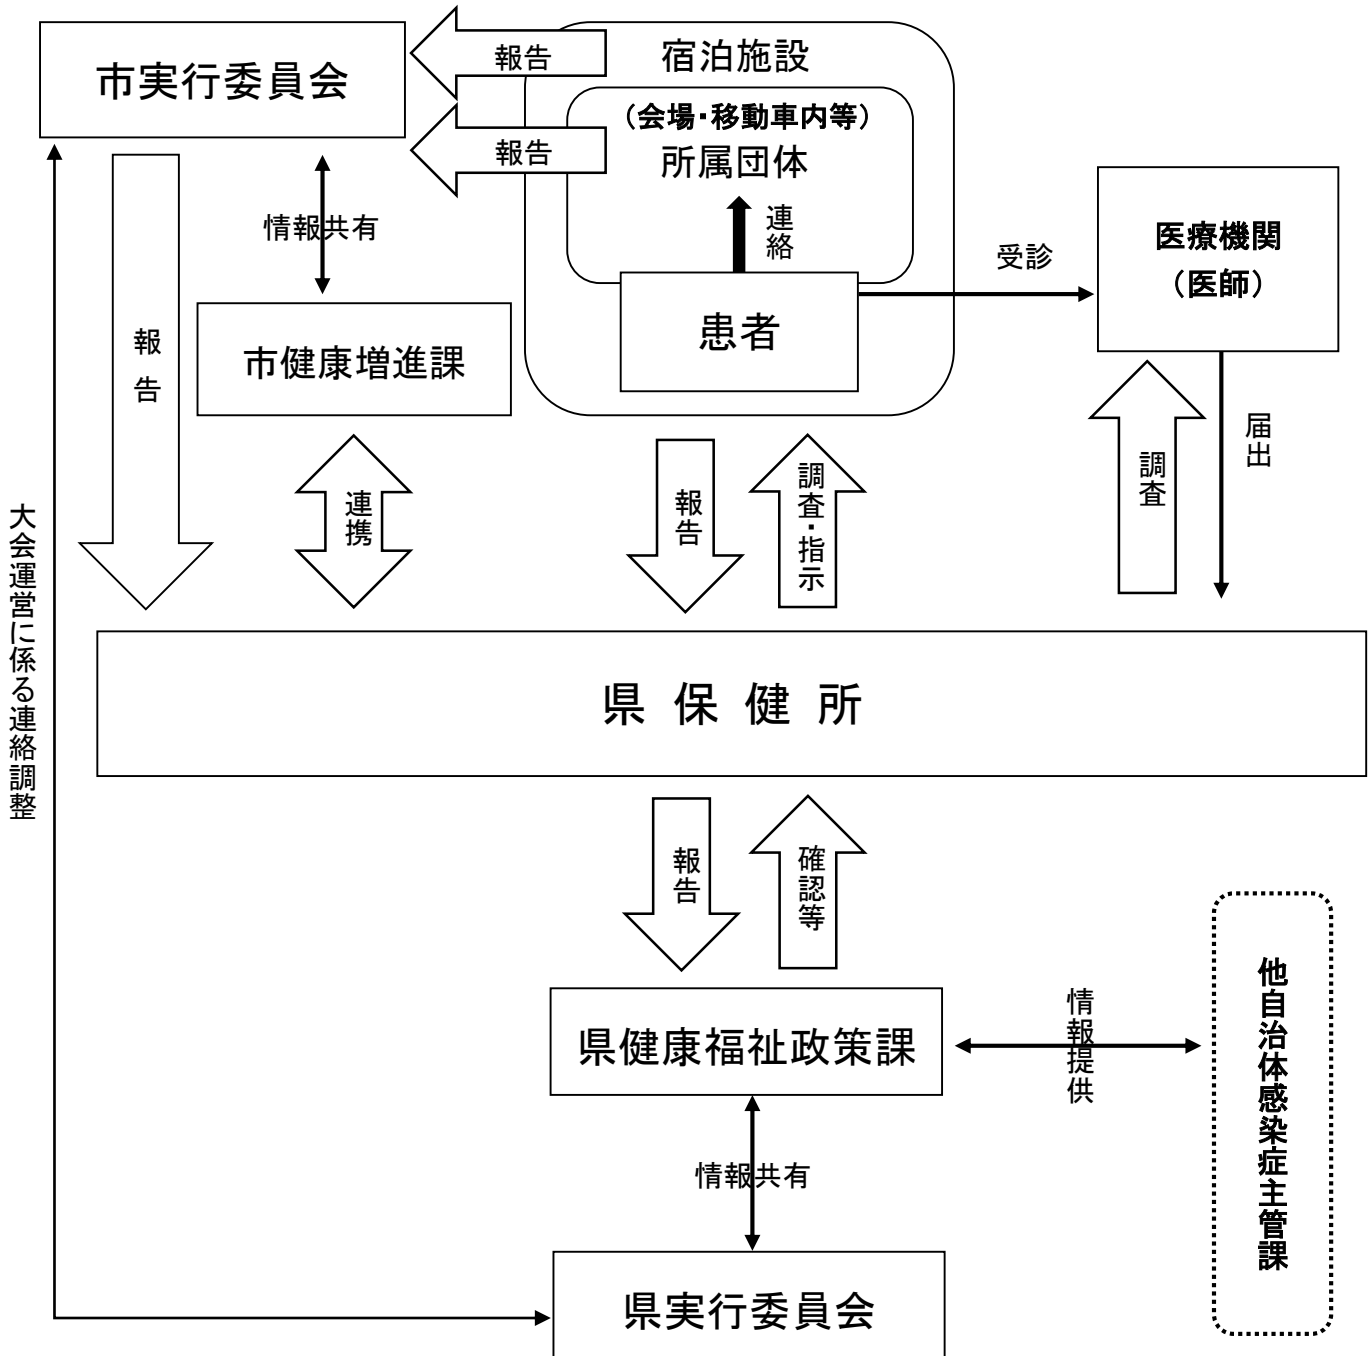 市実行委員会
報告
宿泊施設
報告
(会場・移動車内等)
所属団体
連絡
患者
受診
医療機関
(医師)
情報共有
市健康増進課
報告
連携
報告
調査・指示
調査
届出
大会運営に係る連絡調整
県保健所
報告
確認等
県健康福祉政策課
情報提供
他自治体感染症主管課
情報共有
県実行委員会